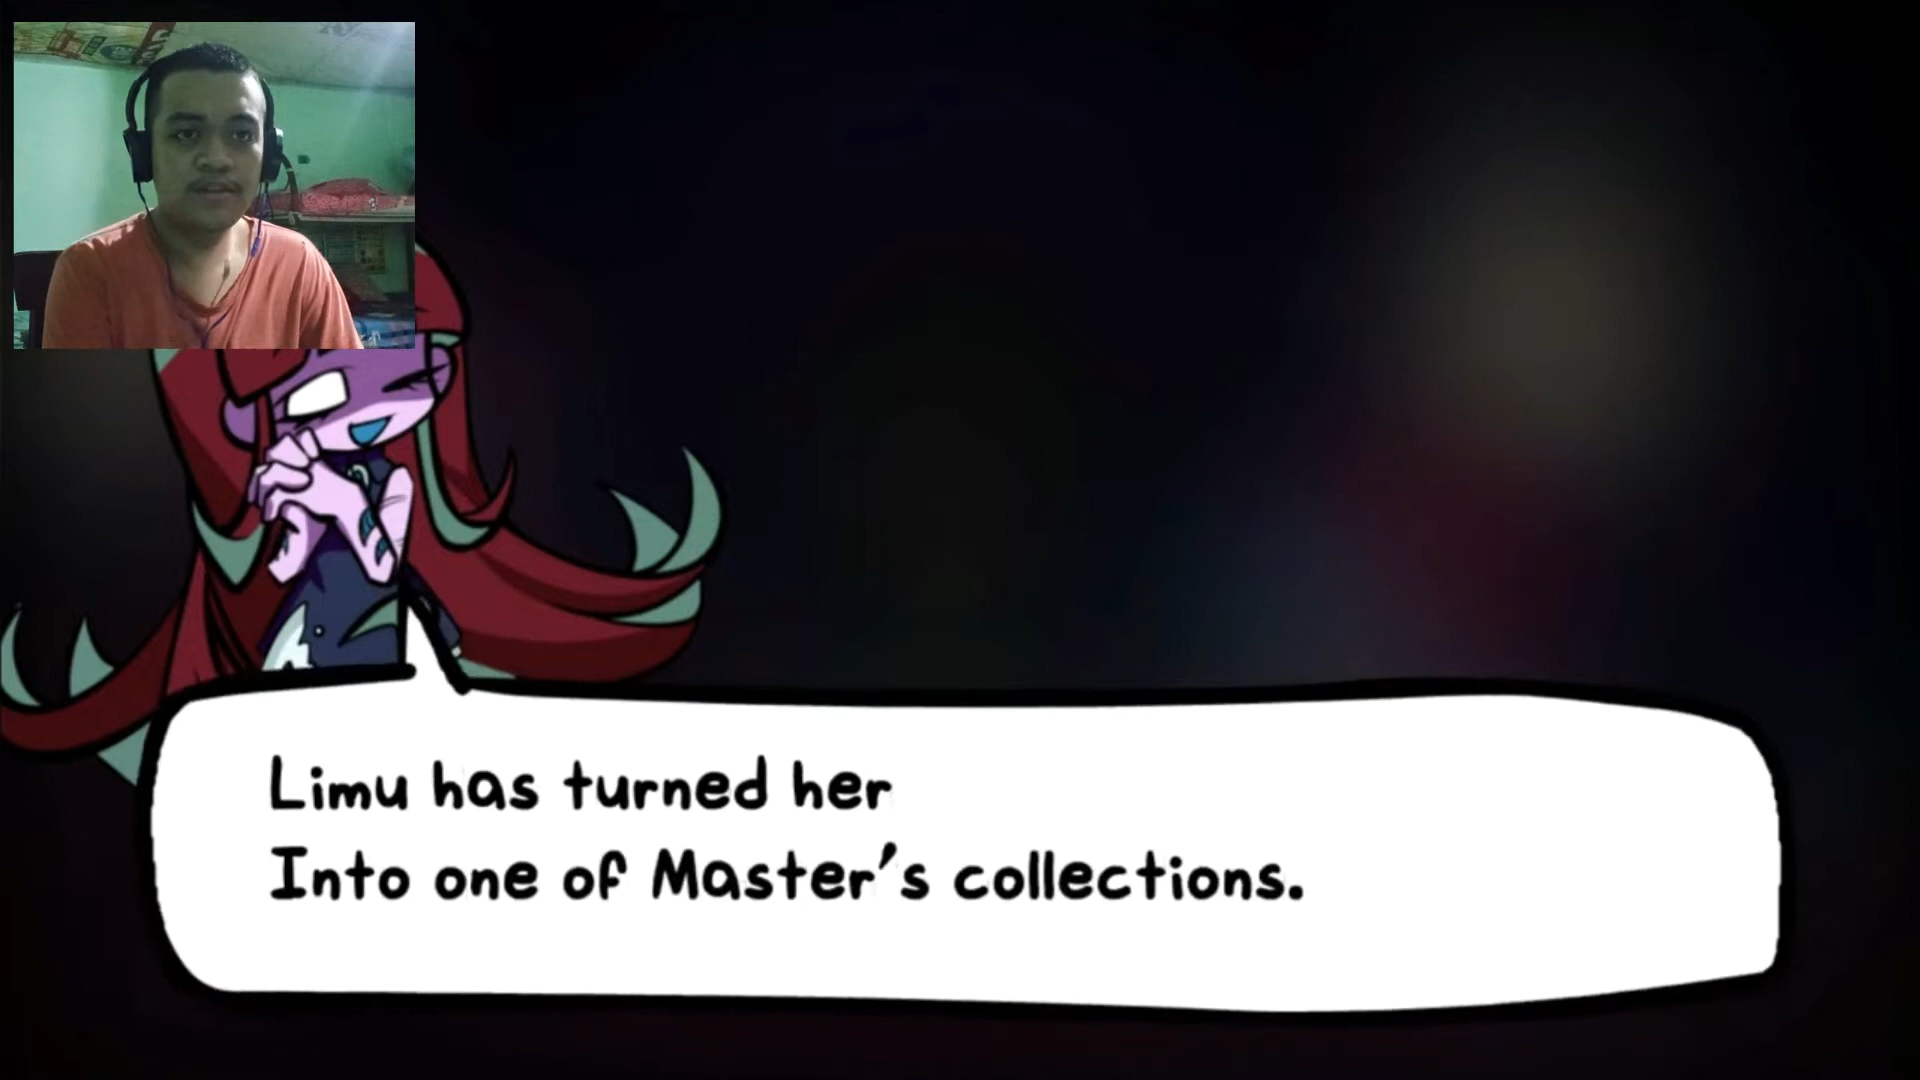 Limu has turned her
Into one of Master's collections.